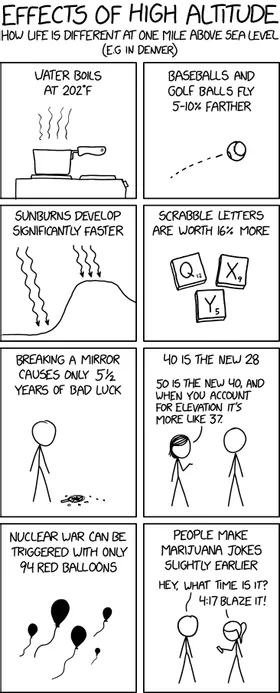 EFFECTS OF HIGH ALTITUDE
HOW LIFE IS DIFFERENT AT ONE MILE ABOVE SEA LEVEL
(E.G IN DENVER)
WATER BOILS
AT 202°F
BASEBALLS AND
GOLF BALLS FLY
5-10% FARTHER
SUNBURNS DEVELOP
SIGNIFICANTLY FASTER
SCRABBLE LETTERS
ARE WORTH 16% MORE
Q12
X9
Y5
BREAKING A MIRROR
CAUSES ONLY 5½
YEARS OF BAD LUCK
40 IS THE NEW 28
50 IS THE NEW 40, AND
WHEN YOU ACCOUNT
FOR ELEVATION IT'S
MORE LIKE 37.
NUCLEAR WAR CAN BE
TRIGGERED WITH ONLY
94 RED BALLOONS
PEOPLE MAKE
MARIJUANA JOKES
SLIGHTLY EARLIER
HEY, WHAT TIME IS IT?
4:17 BLAZE IT!